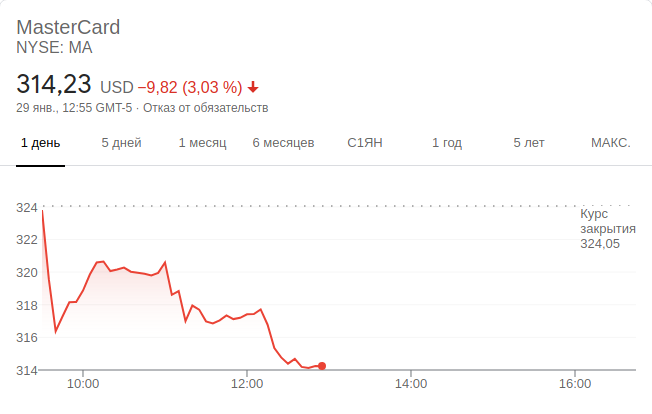 MasterCard
NYSE: MA
314,23 USD −9,82 (3,03 %)
29 янв., 12:55 GMT-5 · Отказ от обязательств
1 день 5 дней 1 месяц 6 месяцев С1ЯН 1 год 5 лет МАКС.
324
Курс
закрытия
324,05
322
320
318
316
314
10:00 12:00 14:00 16:00